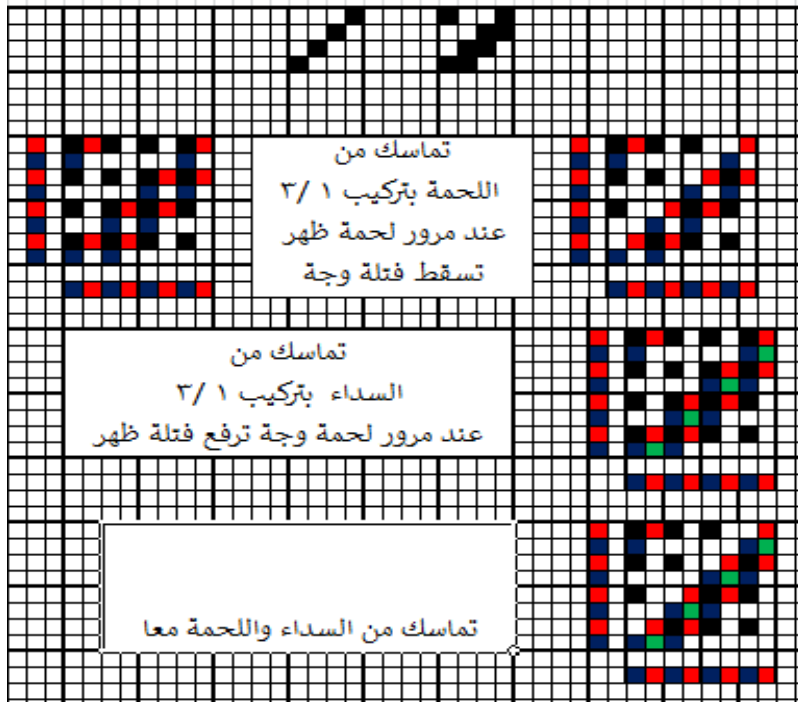 تماسك من
اللحمة بتركيب ١ /٣
عند مرور لحمة ظهر
تسقط فتلة وجة
تماسك من
السداء بتركيب ١ /٣
عند مرور لحمة وجة ترفع فتلة ظهر
تماسك من السداء واللحمة معا